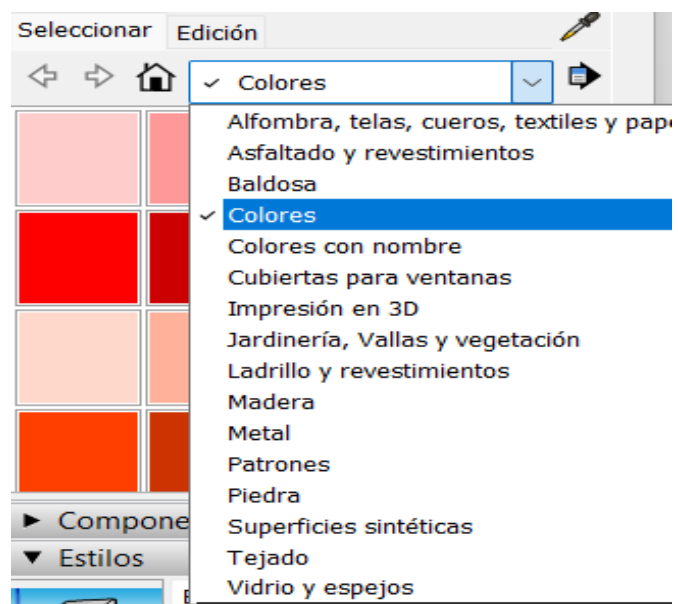 Seleccionar Edición
Colores
Alfombra, telas, cueros, textiles y
Asfaltado y revestimientos
Baldosa
Colores
Colores con nombre
Cubiertas para ventanas
Impresión en 3D
Jardinería, Vallas y vegetación
Ladrillo y revestimientos
Madera
Metal
Patrones
Piedra
Superficies sintéticas
Tejado
Vidrio y espejos
Compone
Estilos